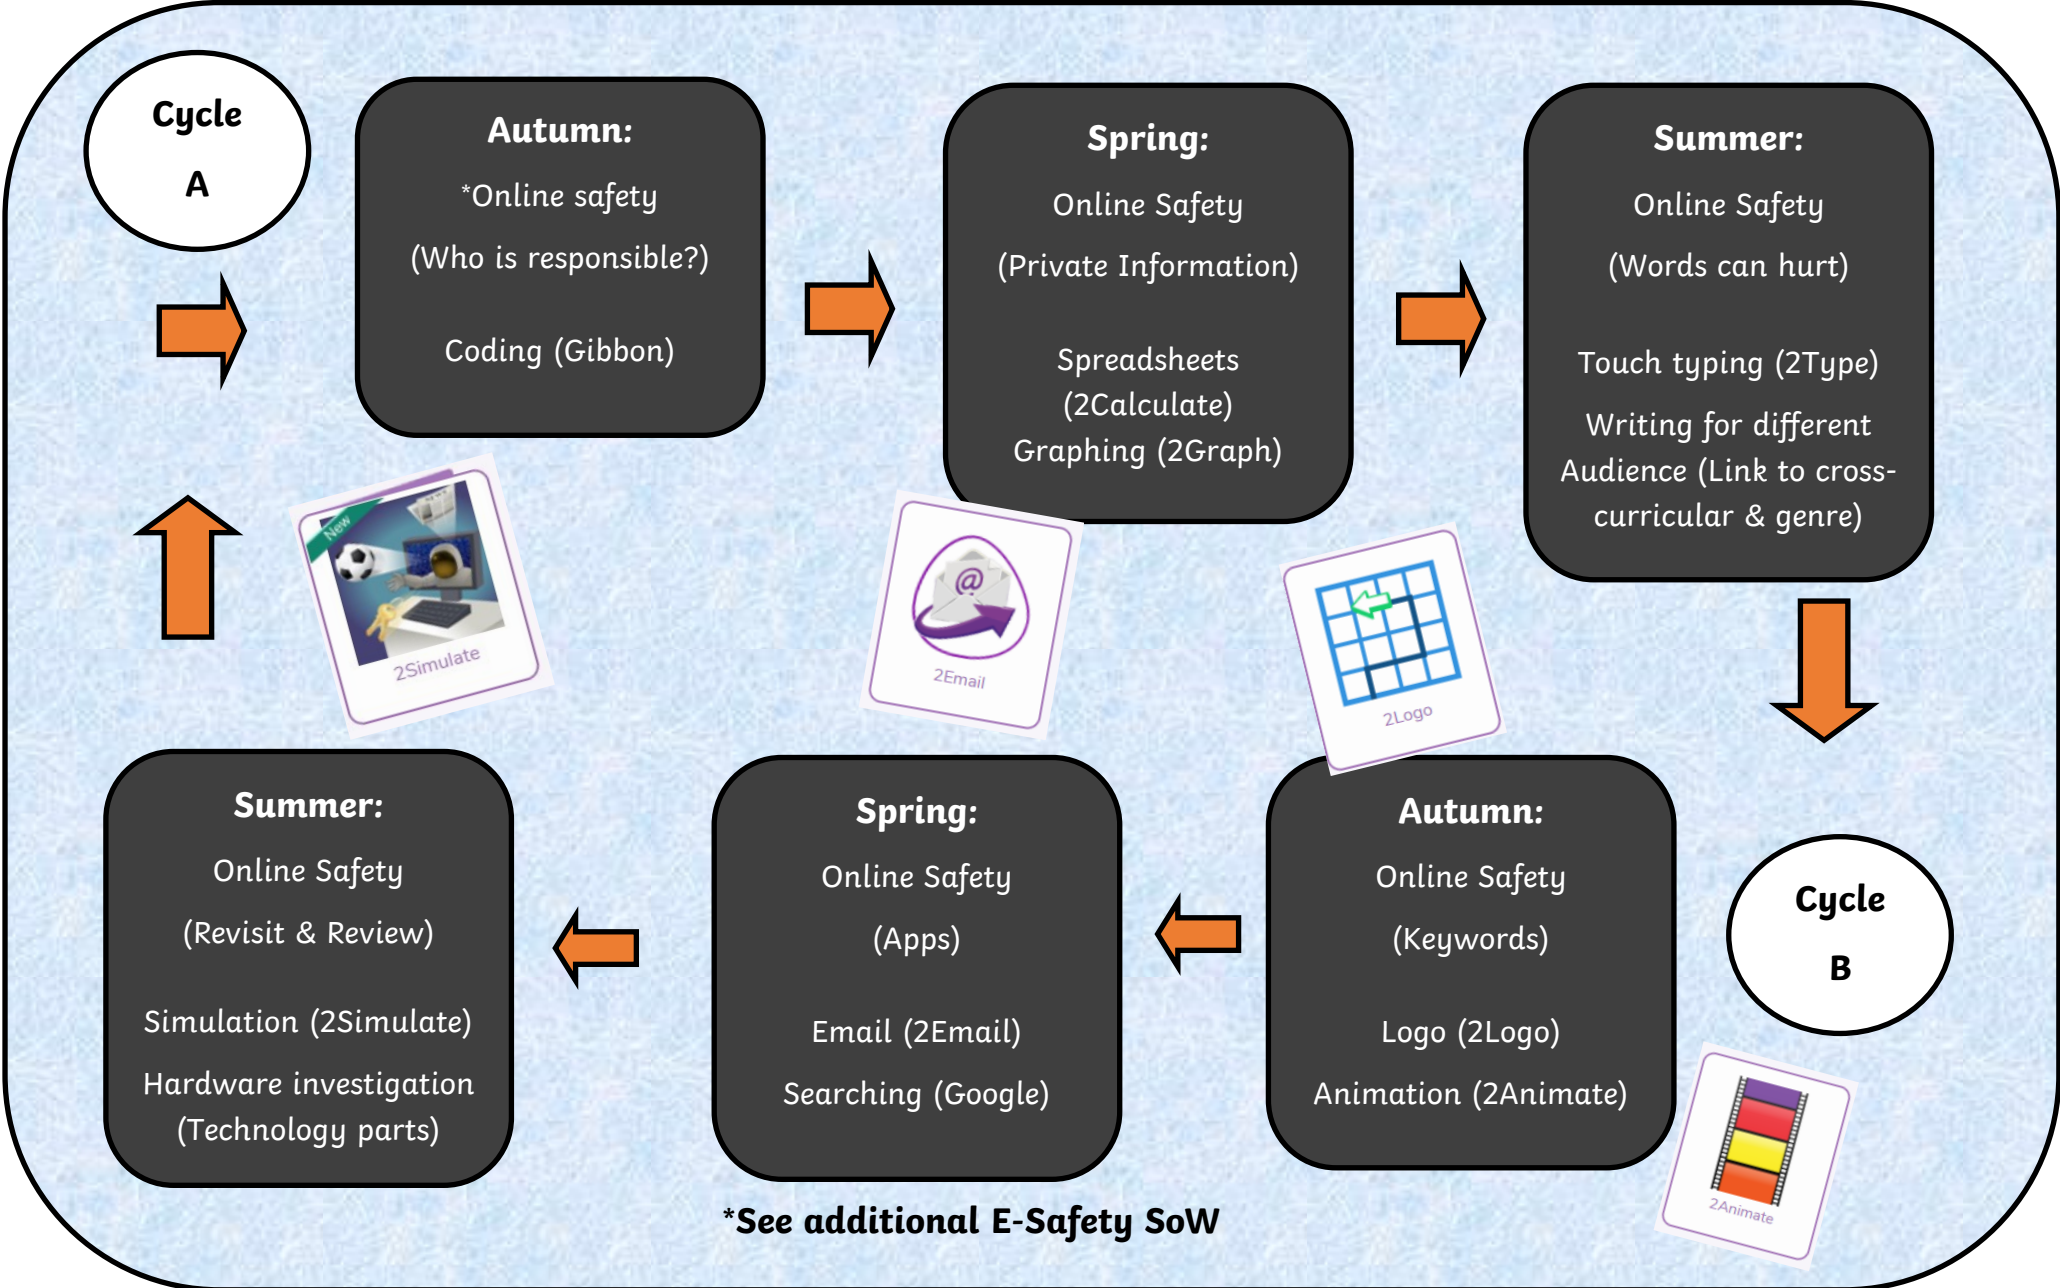 Cycle
A
Autumn:
*Online safety
(Who is responsible?)
Coding (Gibbon)
Spring:
Online Safety
(Private Information)
Spreadsheets
(2Calculate)
Graphing (2Graph)
Summer:
Online Safety
(Words can hurt)
Touch typing (2Type)
Writing for different
Audience (Link to cross-
curricular & genre)
New
2Simulate
@
2Email
2Logo
Cycle
B
Autumn:
Online Safety
(Keywords)
Logo (2Logo)
Animation (2Animate)
2Animate
Spring:
Online Safety
(Apps)
Email (2Email)
Searching (Google)
Summer:
Online Safety
(Revisit & Review)
Simulation (2Simulate)
Hardware investigation
(Technology parts)
*See additional E-Safety SoW